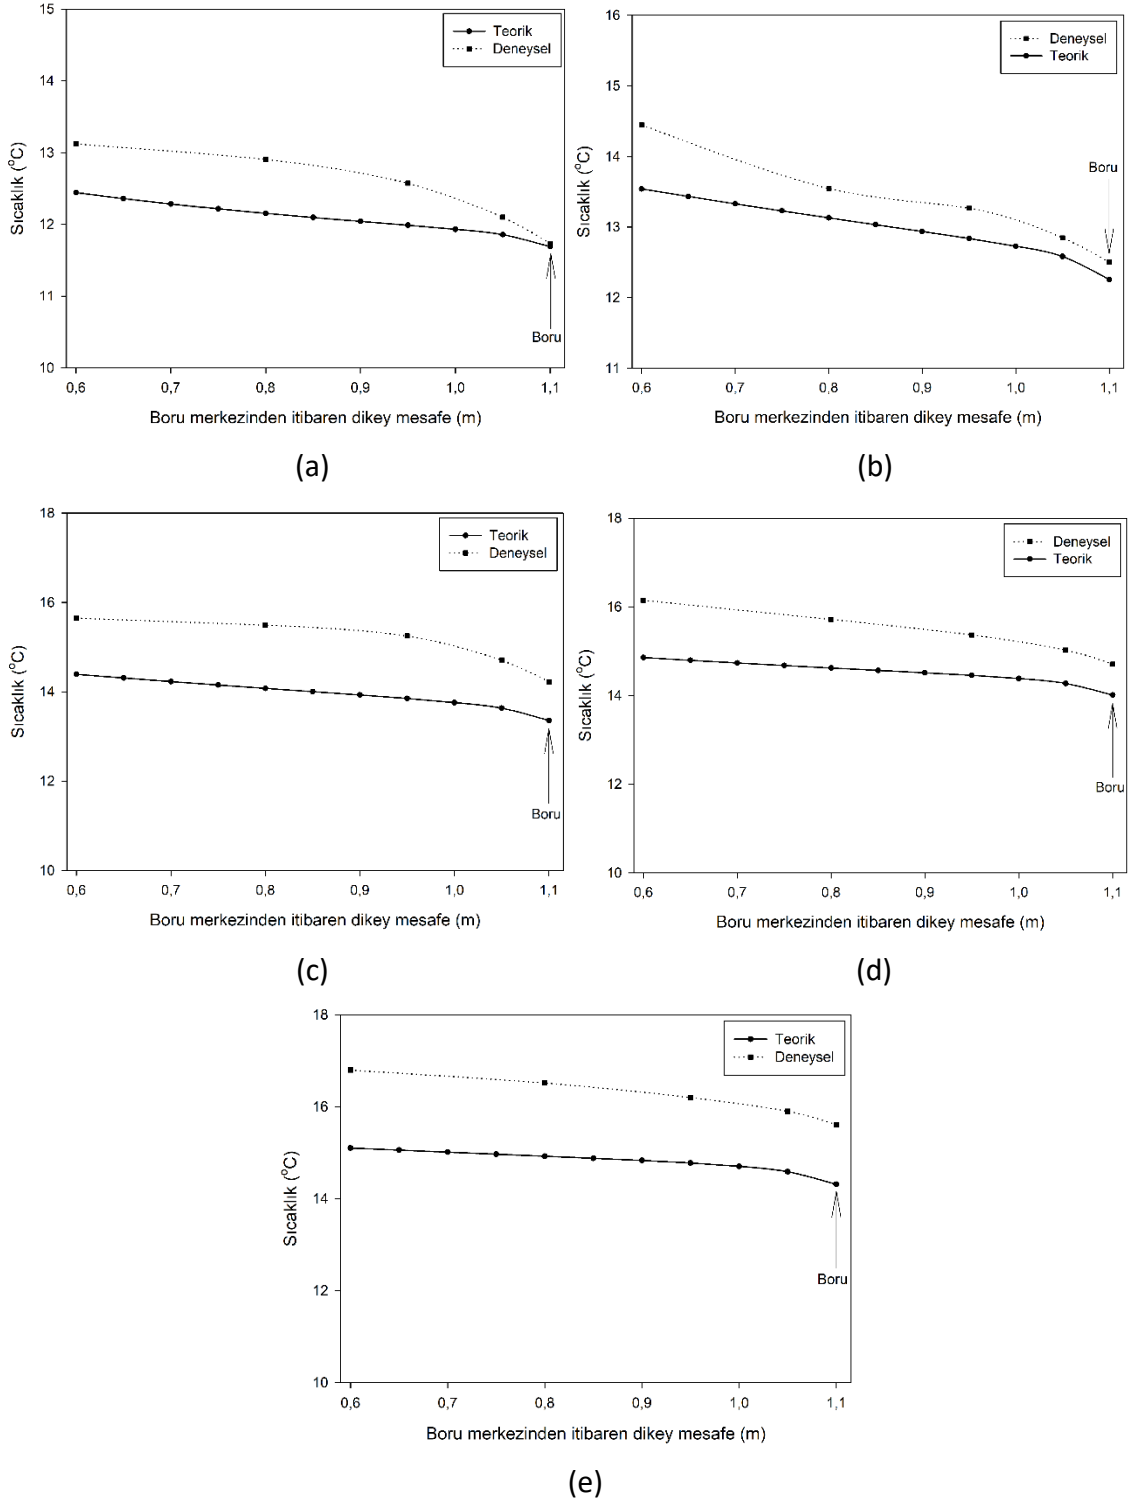 15
14
13
12
11
10
Sıcaklık (°C)
Teorik
Deneysel
Boru
0,6 0,7 0,8 0,9 1,0 1,1
Boru merkezinden itibaren dikey mesafe (m)
(a)
16
15
14
13
12
11
Sıcaklık (°C)
Deneysel
Teorik
Boru
0,6 0,7 0,8 0,9 1,0 1,1
Boru merkezinden itibaren dikey mesafe (m)
(b)
18
16
14
12
10
Sıcaklık (°C)
Teorik
Deneysel
Boru
0,6 0,7 0,8 0,9 1,0 1,1
Boru merkezinden itibaren dikey mesafe (m)
(c)
18
16
14
12
10
Sıcaklık (°C)
Deneysel
Teorik
Boru
0,6 0,7 0,8 0,9 1,0 1,1
Boru merkezinden itibaren dikey mesafe (m)
(d)
18
16
14
12
10
Sıcaklık (°C)
Teorik
Deneysel
Boru
0,6 0,7 0,8 0,9 1,0 1,1
Boru merkezinden itibaren dikey mesafe (m)
(e)